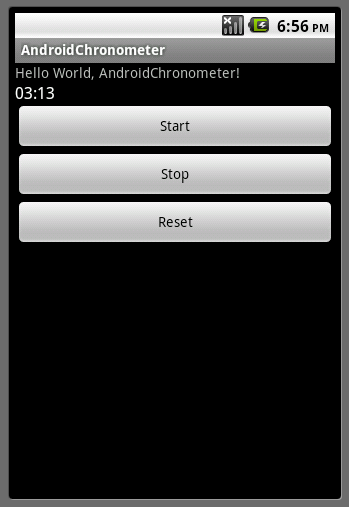 6:56 PM
AndroidChronometer
Hello World, AndroidChronometer!
03:13
Start
Stop
Reset